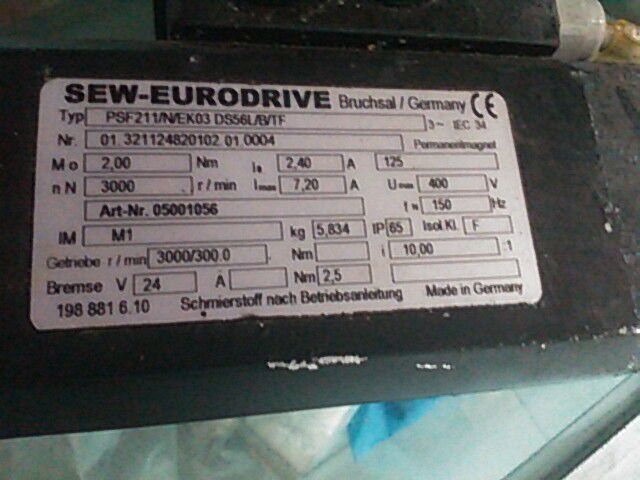 SEW-EURODRIVE Bruchsal / Germany CE
Typ PSF211/N/EK03 DS56L/B/TF 3~ IEC 34
Nr. 01.321124820102.01.0004 Permanentmagnet
Mo 2,00 Nm Io 2,40 A 125
nN 3000 r/min Imax 7,20 A Umax 400 V
Art-Nr. 05001056 fN 150 Hz
IM M1 kg 5,834 IP 65 Isol Kl. F
Getriebe r/min 3000/300.0 Nm i 10,00 :1
Bremse V 24 A Nm 2,5
198 881 6.10 Schmierstoff nach Betriebsanleitung Made in Germany